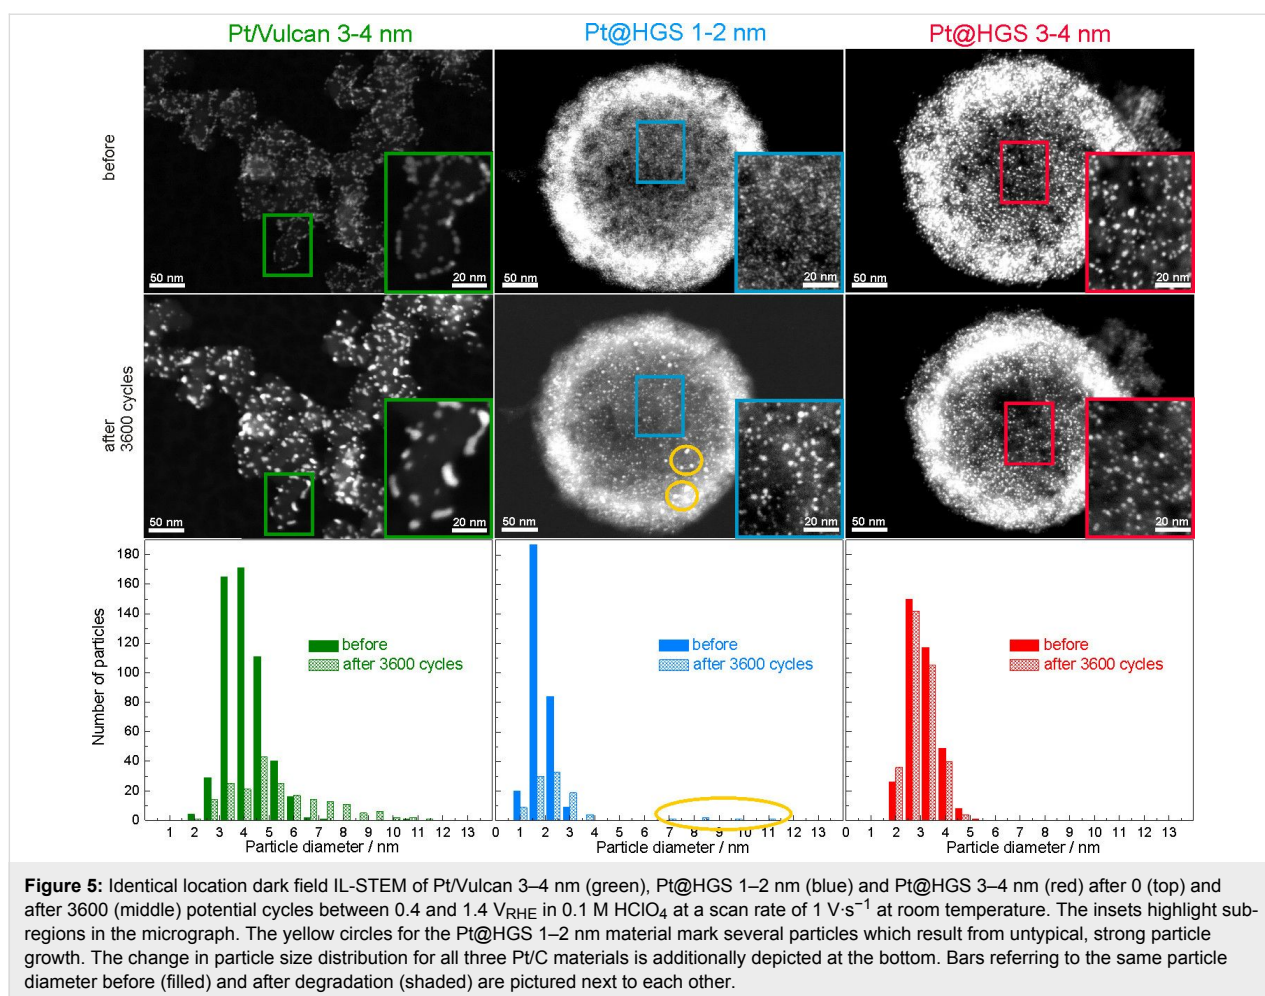 Pt/Vulcan 3-4 nm
Pt@HGS 1-2 nm
Pt@HGS 3-4 nm
before
50 nm
20 nm
50 nm
20 nm
50 nm
20 nm
after
3600 cycles
50 nm
20 nm
50 nm
20 nm
50 nm
20 nm
Number of particles
180
160
140
120
100
80
60
40
20
0
before
after 3600 cycles
before
after 3600 cycles
before
after 3600 cycles
1 2 3 4 5 6 7 8 9 10 11 12 13
0 1 2 3 4 5 6 7 8 9 10 11 12 13
0 1 2 3 4 5 6 7 8 9 10 11 12 13
Particle diameter / nm
Particle diameter / nm
Particle diameter / nm
Figure 5: Identical location dark field IL-STEM of Pt/Vulcan 3–4 nm (green), Pt@HGS 1–2 nm (blue) and Pt@HGS 3–4 nm (red) after 0 (top) and
after 3600 (middle) potential cycles between 0.4 and 1.4 VRHE in 0.1 M HClO4 at a scan rate of 1 V·s−1 at room temperature. The insets highlight sub-
regions in the micrograph. The yellow circles for the Pt@HGS 1–2 nm material mark several particles which result from untypical, strong particle
growth. The change in particle size distribution for all three Pt/C materials is additionally depicted at the bottom. Bars referring to the same particle
diameter before (filled) and after degradation (shaded) are pictured next to each other.